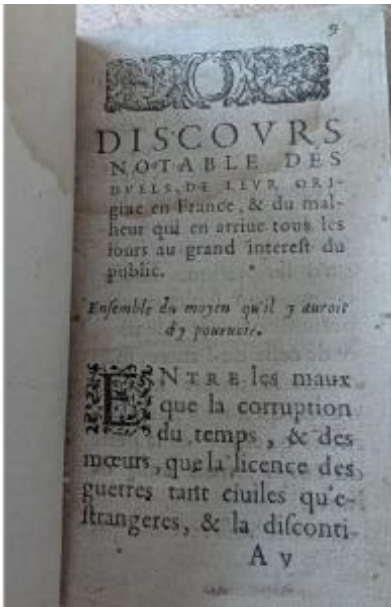 9
DISCOVRS
NOTABLE DES
DVELS, DE LEVR ORI-
gine en France, & du mal-
heur qui en arriue tous les
iours au grand intereſt du
public.
Enſemble du moyen qu'il y auroit
d'y pouruoir.
ENTRE les maux
que la corruption
du temps, & des
mœurs, que la licence des
guerres tant ciuiles qu'e-
ſtrangeres, & la diſconti-
A v